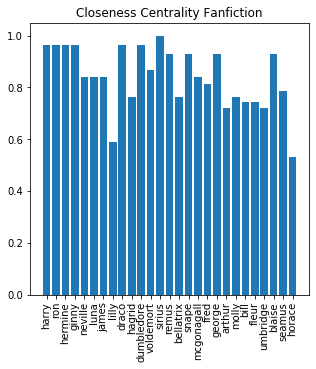 Closeness Centrality Fanfiction
1.0
0.8
0.6
0.4
0.2
0.0
harry
ron
hermine
ginny
neville
luna
james
lilly
draco
hagrid
dumbledore
voldemort
sirius
remus
bellatrix
snape
mcgonagall
fred
george
arthur
molly
bill
fleur
umbridge
blaise
seamus
horace